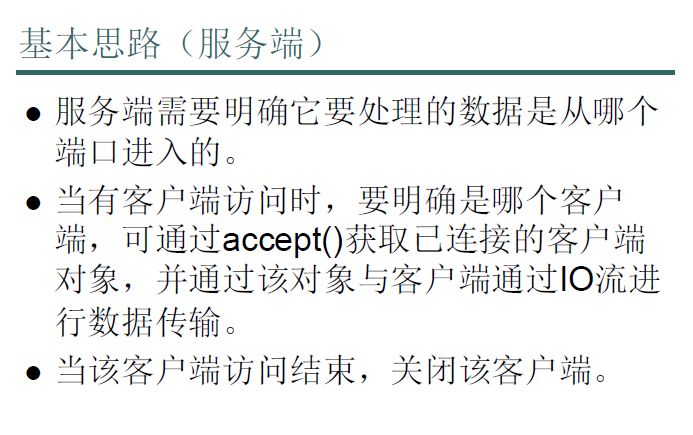 基本思路（服务端）
● 服务端需要明确它要处理的数据是从哪个
端口进入的。
● 当有客户端访问时，要明确是哪个客户
端，可通过accept()获取已连接的客户端
对象，并通过该对象与客户端通过IO流进
行数据传输。
● 当该客户端访问结束，关闭该客户端。